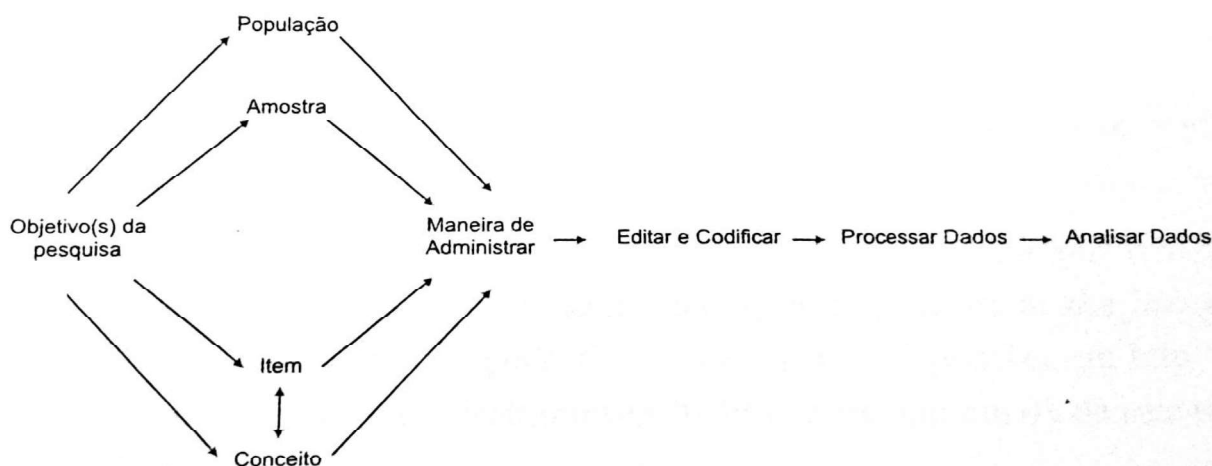 População
Amostra
Objetivo(s) da
pesquisa
Maneira de
Administrar
Editar e Codificar
Processar Dados
Analisar Dados
Item
Conceito